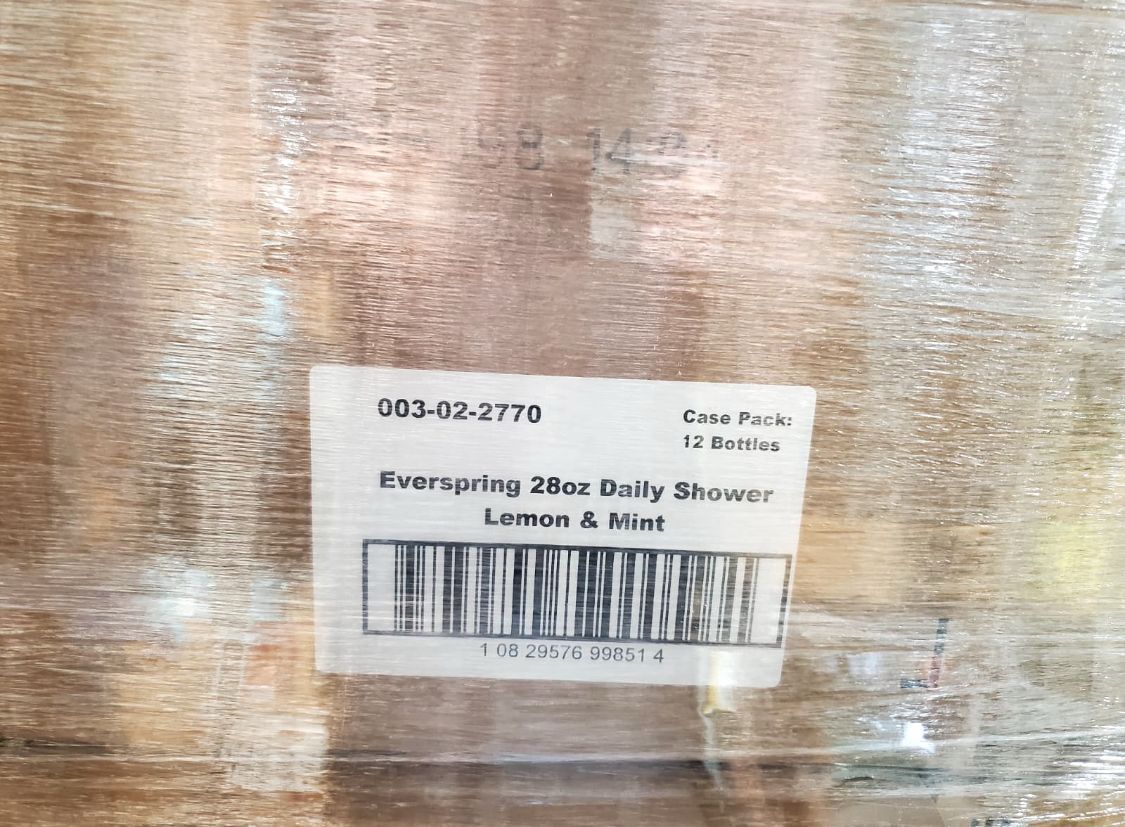 003-02-2770
Case Pack:
12 Bottles
Everspring 28oz Daily Shower
Lemon & Mint
1 08 29576 99851 4